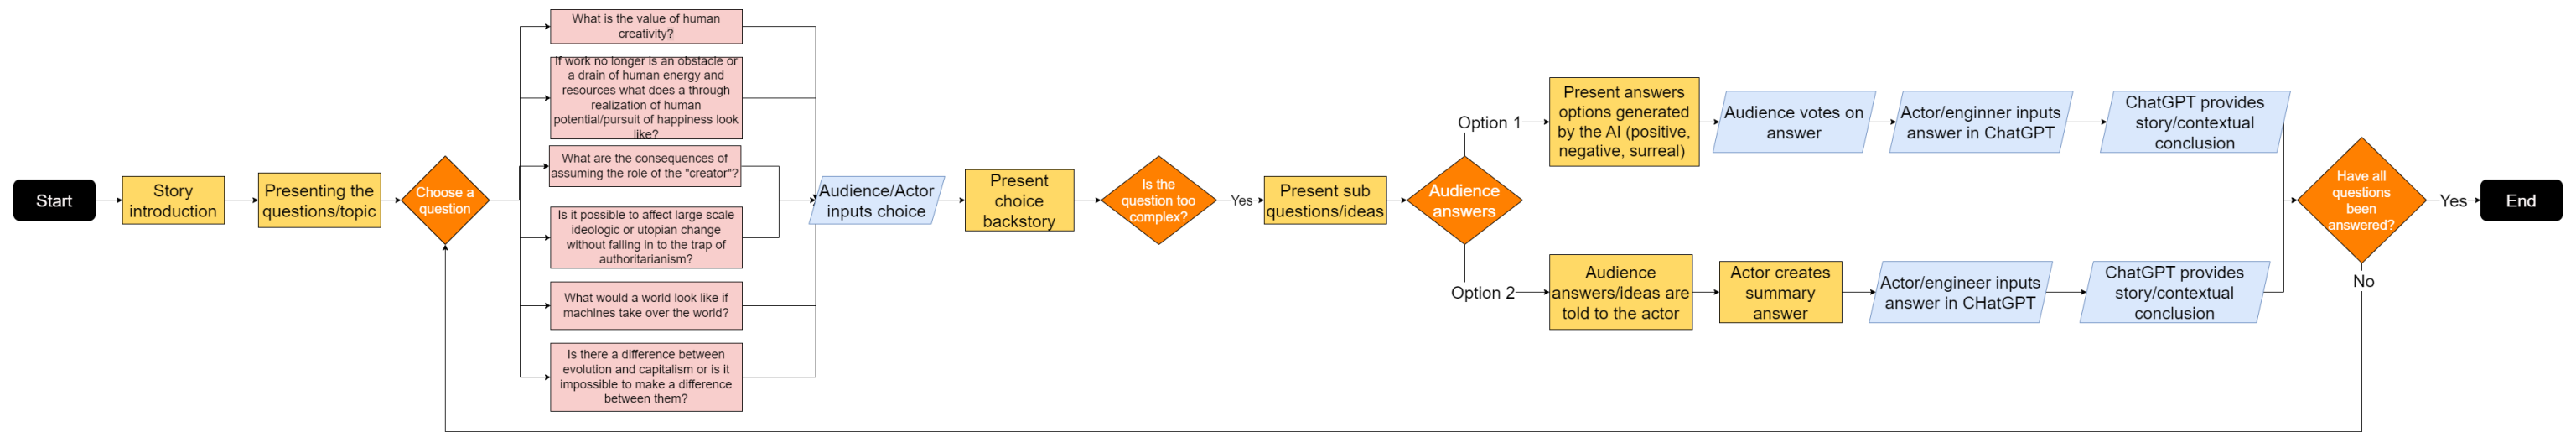 Start
Story
introduction
Presenting the
questions/topic
Choose a
question
What is the value of human
creativity?
If work no longer is an obstacle or
a drain of human energy and
resources what does a through
realization of human
potential/pursuit of happiness look
like?
What are the consequences of
assuming the role of the "creator"?
Is it possible to affect large scale
ideologic or utopian change
without falling in to the trap of
authoritarianism?
What would a world look like if
machines take over the world?
Is there a difference between
evolution and capitalism or is it
impossible to make a difference
between them?
Audience/Actor
inputs choice
Present
choice
backstory
Is the
question too
complex?
Yes
Present sub
questions/ideas
Audience
answers
Option 1
Present answers
options generated
by the AI (positive,
negative, surreal)
Audience votes on
answer
Actor/enginner inputs
answer in ChatGPT
ChatGPT provides
story/contextual
conclusion
Option 2
Audience
answers/ideas are
told to the actor
Actor creates
summary
answer
Actor/engineer inputs
answer in CHatGPT
ChatGPT provides
story/contextual
conclusion
Have all
questions
been
answered?
Yes
End
No